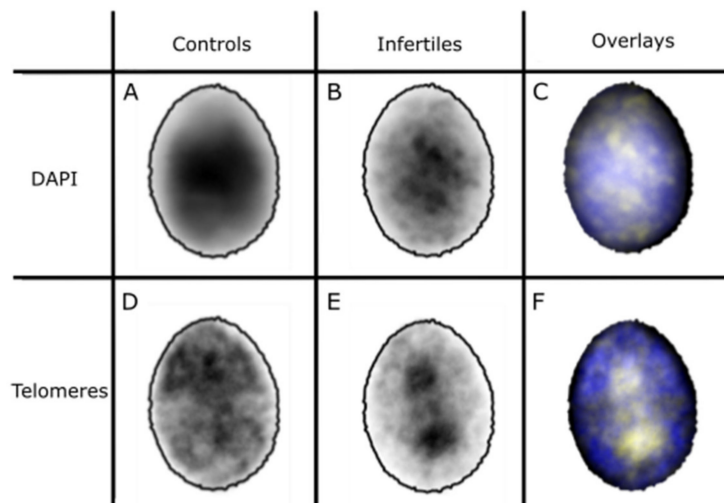 Controls
Infertiles
Overlays
A
B
C
DAPI
D
E
F
Telomeres